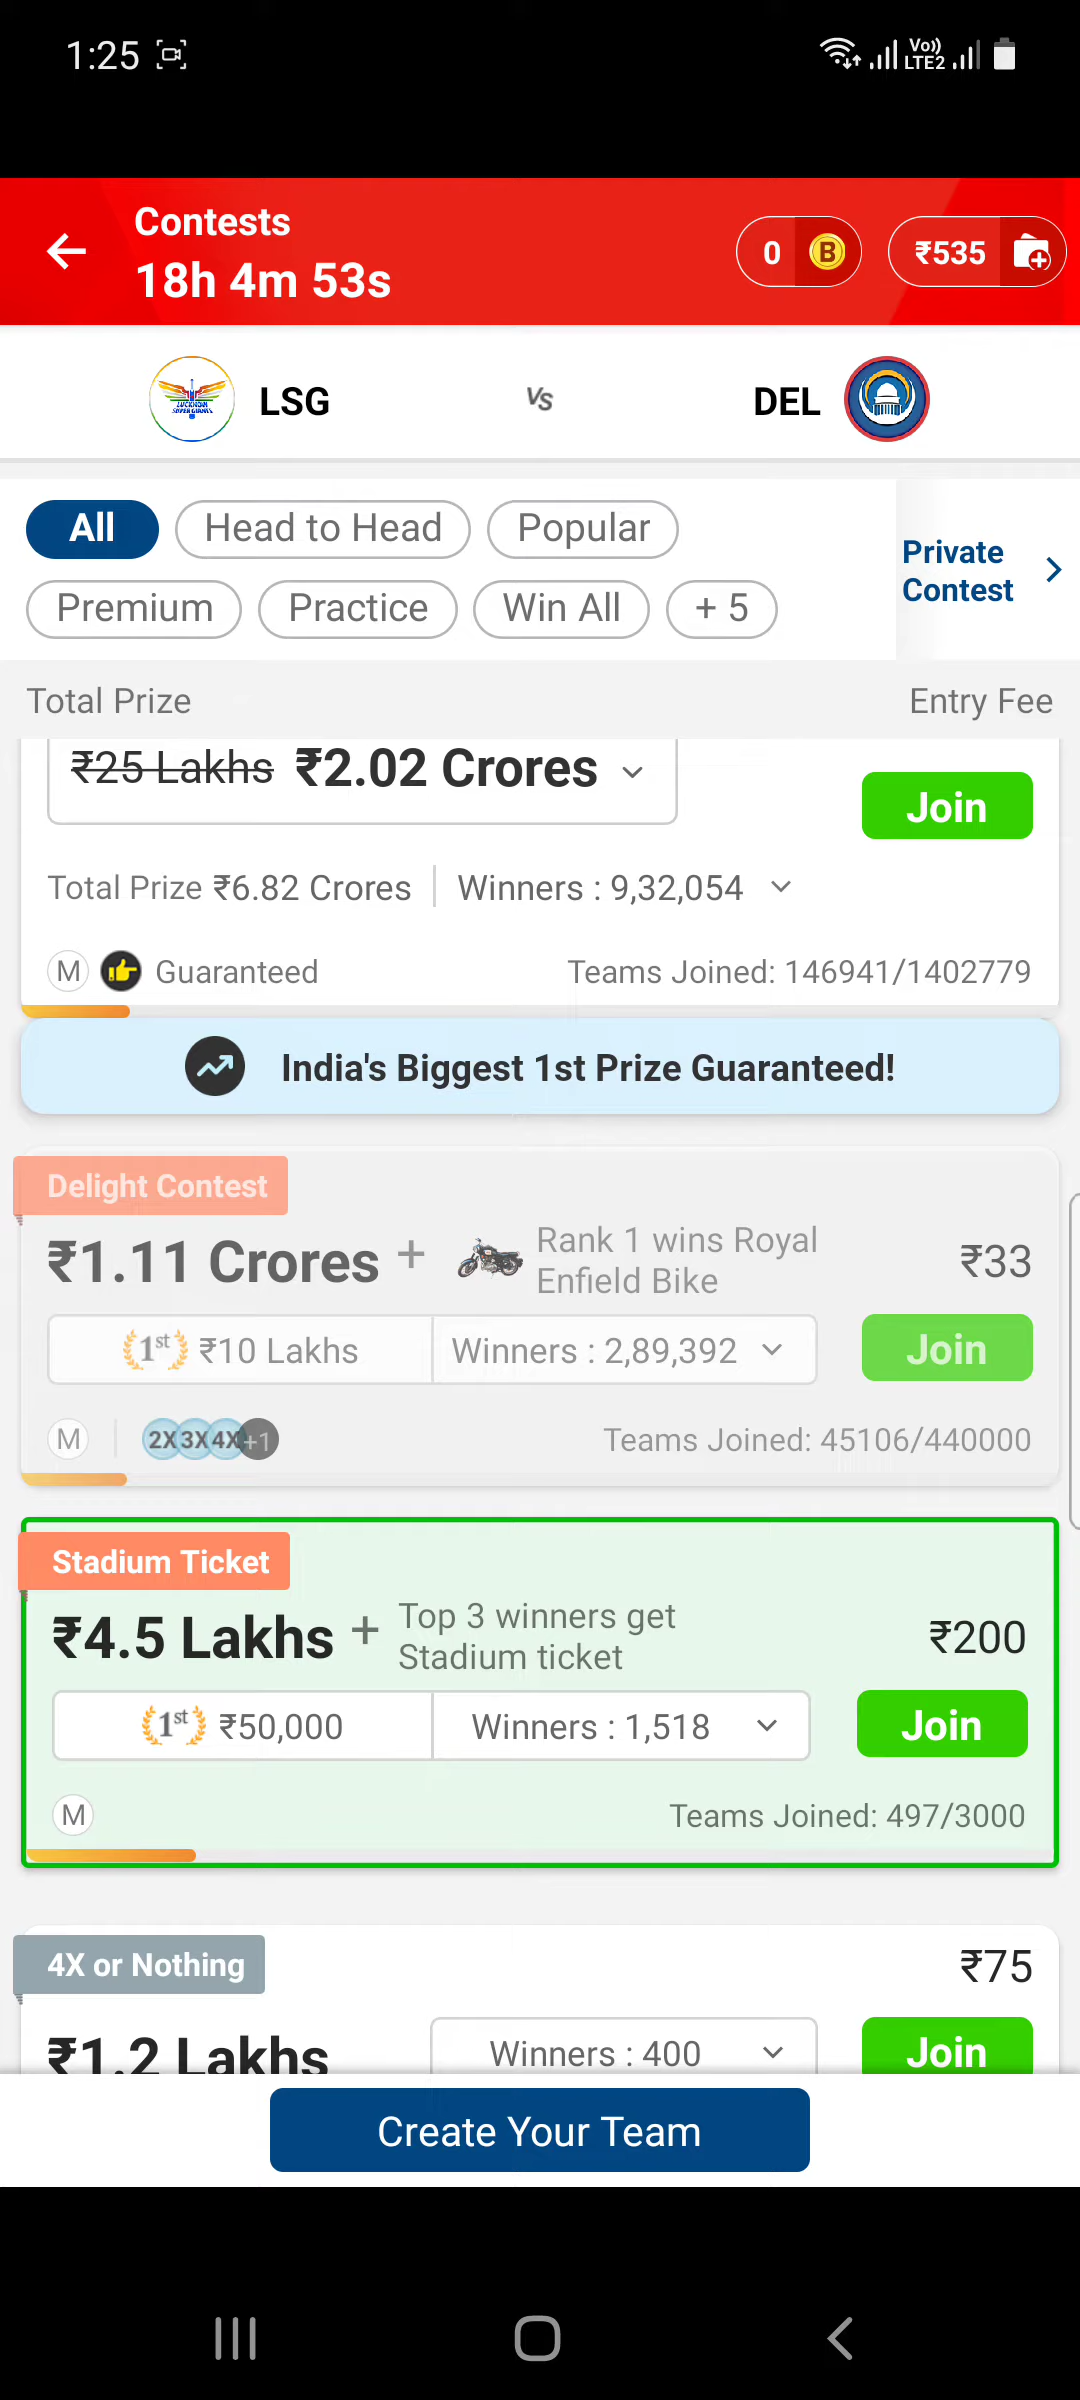 1:25
Vo))
LTE2
Contests
18h 4m 53s
0 B
₹535
LUCKNOW
SUPER GIANTS
LSG
Vs
DEL
All
Head to Head
Popular
Private
Contest
Premium
Practice
Win All
+ 5
Total Prize
Entry Fee
₹25 Lakhs ₹2.02 Crores
Join
Total Prize ₹6.82 Crores
Winners : 9,32,054
M Guaranteed
Teams Joined: 146941/1402779
India's Biggest 1st Prize Guaranteed!
Delight Contest
₹1.11 Crores +
Rank 1 wins Royal
Enfield Bike
₹33
1st ₹10 Lakhs
Winners : 2,89,392
Join
M
2X 3X 4X +1
Teams Joined: 45106/440000
Stadium Ticket
₹4.5 Lakhs +
Top 3 winners get
Stadium ticket
₹200
1st ₹50,000
Winners : 1,518
Join
M
Teams Joined: 497/3000
4X or Nothing
₹75
₹1.2 Lakhs
Winners : 400
Join
Create Your Team